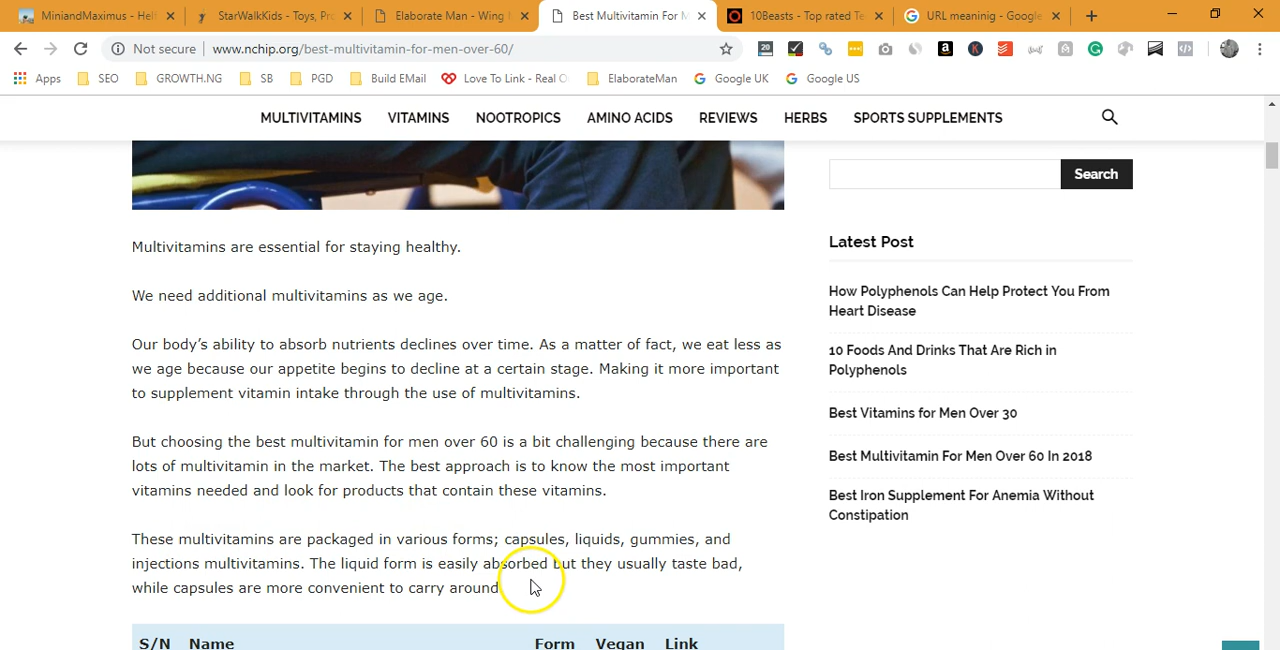 MiniandMaximus - Hel
StarWalkKids - Toys, Pr
Elaborate Man - Wing
Best Multivitamin For M
10Beasts - Top rated Te
URL meaninig - Google
Not secure | www.nchip.org/best-multivitamin-for-men-over-60/
20
Apps SEO GROWTH.NG SB PGD Build EMail Love To Link - Real O ElaborateMan Google UK Google US
MULTIVITAMINS VITAMINS NOOTROPICS AMINO ACIDS REVIEWS HERBS SPORTS SUPPLEMENTS
Search
Multivitamins are essential for staying healthy.
We need additional multivitamins as we age.
Our body’s ability to absorb nutrients declines over time. As a matter of fact, we eat less as
we age because our appetite begins to decline at a certain stage. Making it more important
to supplement vitamin intake through the use of multivitamins.
But choosing the best multivitamin for men over 60 is a bit challenging because there are
lots of multivitamin in the market. The best approach is to know the most important
vitamins needed and look for products that contain these vitamins.
These multivitamins are packaged in various forms; capsules, liquids, gummies, and
injections multivitamins. The liquid form is easily absorbed but they usually taste bad,
while capsules are more convenient to carry around
S/N Name Form Vegan Link
Latest Post
How Polyphenols Can Help Protect You From
Heart Disease
10 Foods And Drinks That Are Rich in
Polyphenols
Best Vitamins for Men Over 30
Best Multivitamin For Men Over 60 In 2018
Best Iron Supplement For Anemia Without
Constipation